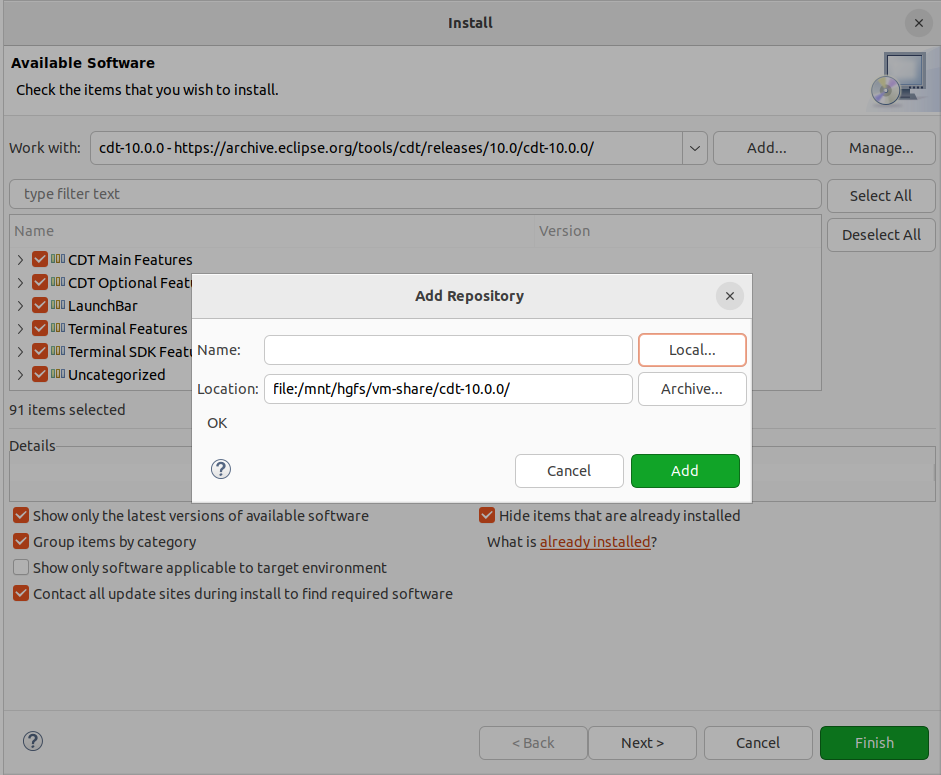 Install
Available Software
Check the items that you wish to install.
Work with: cdt-10.0.0 - https://archive.eclipse.org/tools/cdt/releases/10.0/cdt-10.0.0/ Add... Manage...
type filter text Select All
Name Version Deselect All
CDT Main Features
CDT Optional Feat
LaunchBar
Terminal Features
Terminal SDK Featu
Uncategorized
91 items selected
Details
Add Repository
Name: Local...
Location: file:/mnt/hgfs/vm-share/cdt-10.0.0/ Archive...
OK
? Cancel Add
Show only the latest versions of available software Hide items that are already installed
Group items by category What is already installed?
Show only software applicable to target environment
Contact all update sites during install to find required software
? < Back Next > Cancel Finish